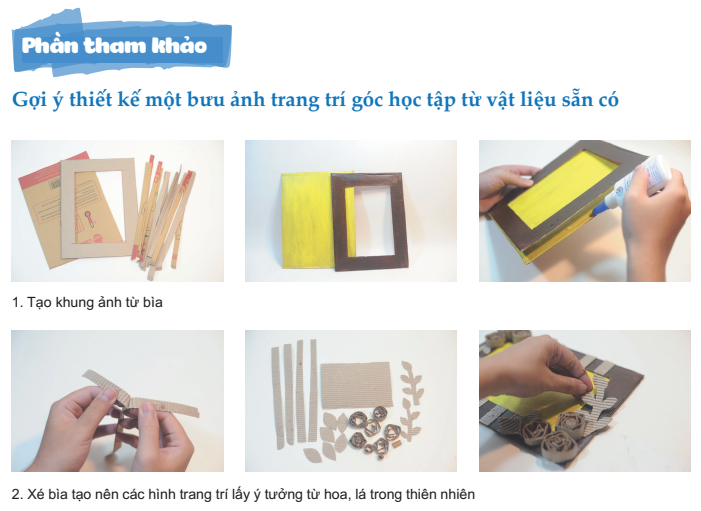 Phần tham khảo
Gợi ý thiết kế một bưu ảnh trang trí góc học tập từ vật liệu sẵn có
1. Tạo khung ảnh từ bìa
2. Xé bìa tạo nên các hình trang trí lấy ý tưởng từ hoa, lá trong thiên nhiên